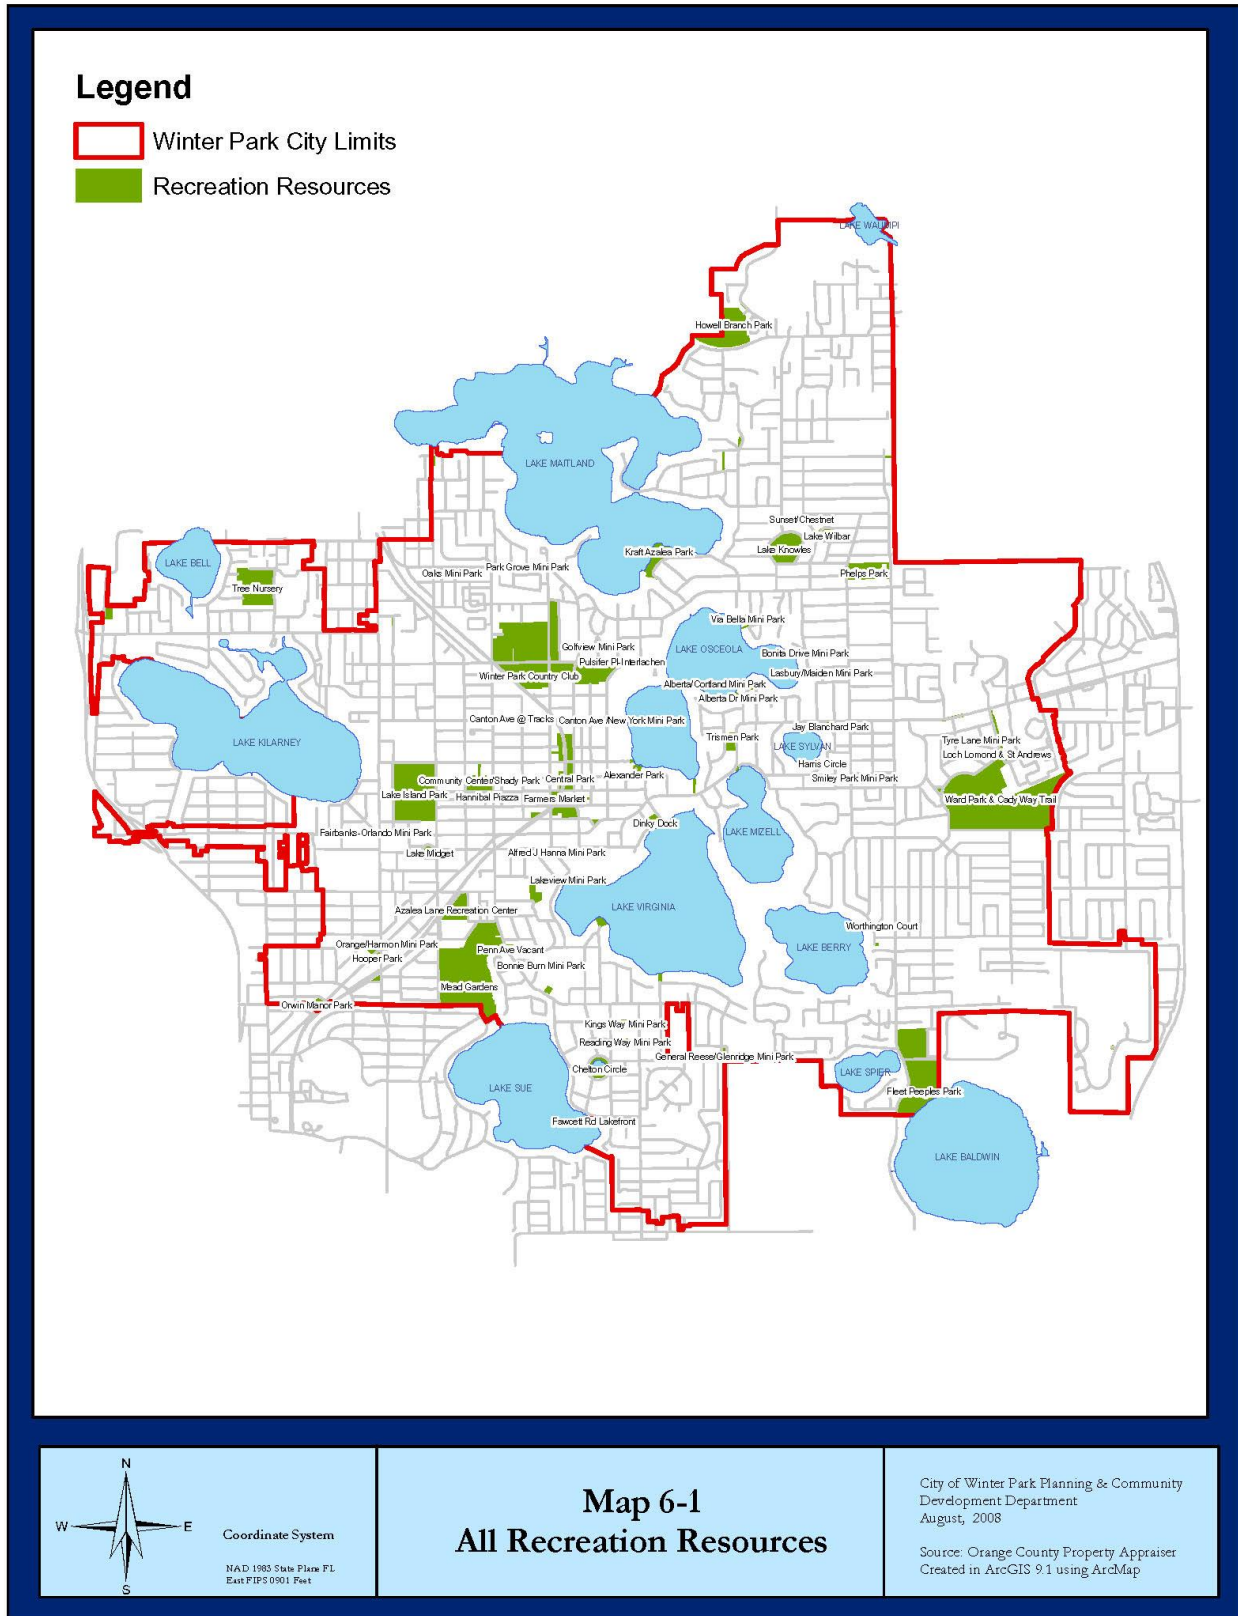 Legend
Winter Park City Limits
Recreation Resources
LAKE WAUMPI
Howell Branch Park
LAKE MAITLAND
Sunset/Chestnet
Lake Wilbar
Kraft Azalea Park
Lake Knowles
LAKE BELL
Park Grove Mini Park
Oaks Mini Park
Phelps Park
Tree Nursery
Via Bella Mini Park
Golfview Mini Park
LAKE OSCEOLA
Bonita Drive Mini Park
Pulsifer Pl-Interlachen
Winter Park Country Club
Lasbury/Maiden Mini Park
Alberta/Cortland Mini Park
Alberta Dr Mini Park
Canton Ave @ Tracks
Canton Ave /New York Mini Park
Jay Blanchard Park
LAKE KILARNEY
Trismen Park
LAKE SYLVAN
Tyre Lane Mini Park
Loch Lomond & St Andrews
Harris Circle
Alexander Park
Smiley Park Mini Park
Community Center/Shady Park
Central Park
Lake Island Park
Hannibal Piazza
Farmers Market
Ward Park & Cady Way Trail
Dinky Dock
Fairbanks-Orlando Mini Park
LAKE MIZELL
Lake Midget
Alfred J Hanna Mini Park
Lakeview Mini Park
LAKE VIRGINIA
Azalea Lane Recreation Center
Worthington Court
Orange/Harmon Mini Park
LAKE BERRY
Penn Ave Vacant
Hooper Park
Bonnie Burn Mini Park
Mead Gardens
Orwin Manor Park
Kings Way Mini Park
Reading Way Mini Park
General Reese/Glenridge Mini Park
Chelton Circle
LAKE SPIER
LAKE SUE
Fleet Peeples Park
Fawcett Rd Lakefront
LAKE BALDWIN
N
W
E
S
Coordinate System
NAD 1983 State Plane FL
East FIPS 0901 Feet
Map 6-1
All Recreation Resources
City of Winter Park Planning & Community
Development Department
August, 2008
Source: Orange County Property Appraiser
Created in ArcGIS 9.1 using ArcMap